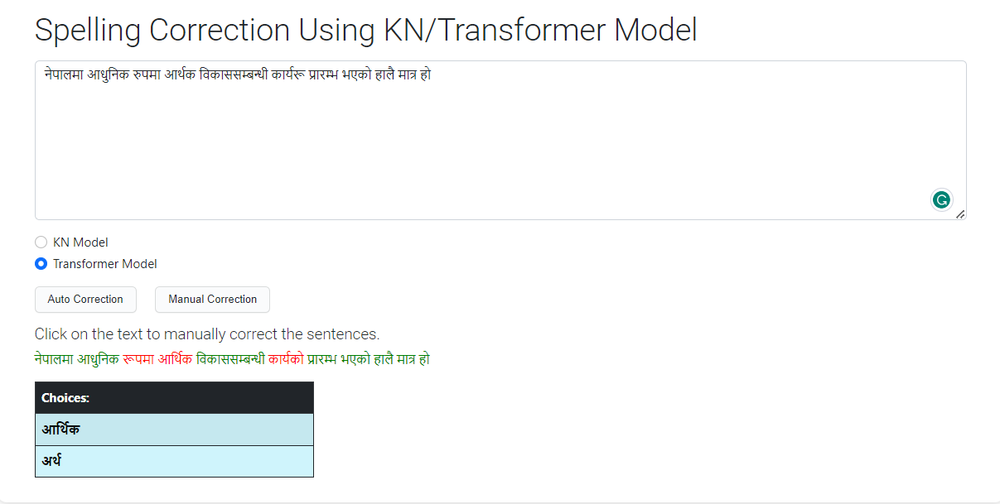 Spelling Correction Using KN/Transformer Model
नेपालमा आधुनिक रुपमा आर्थक विकाससम्बन्धी कार्यरू प्रारम्भ भएको हालै मात्र हो
KN Model
Transformer Model
Auto Correction Manual Correction
Click on the text to manually correct the sentences.
नेपालमा आधुनिक रूपमा आर्थिक विकाससम्बन्धी कार्यको प्रारम्भ भएको हालै मात्र हो
Choices:
आर्थिक
अर्थ